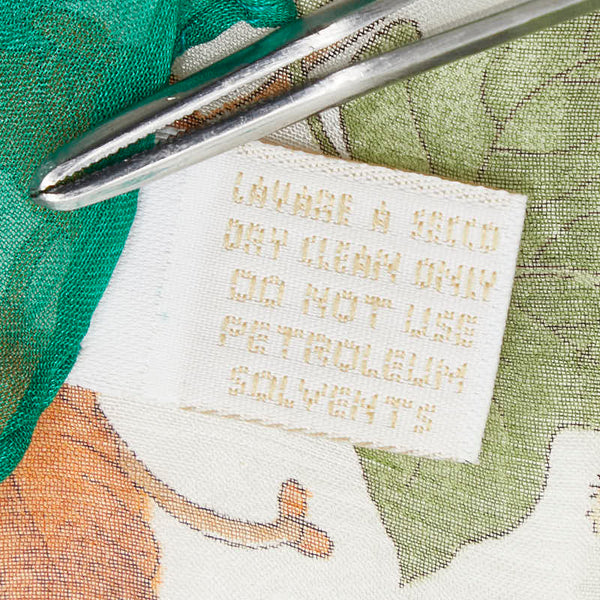 LAVARE A SECCO
DRY CLEAN ONLY
DO NOT USE
PETROLEUM
SOLVENTS